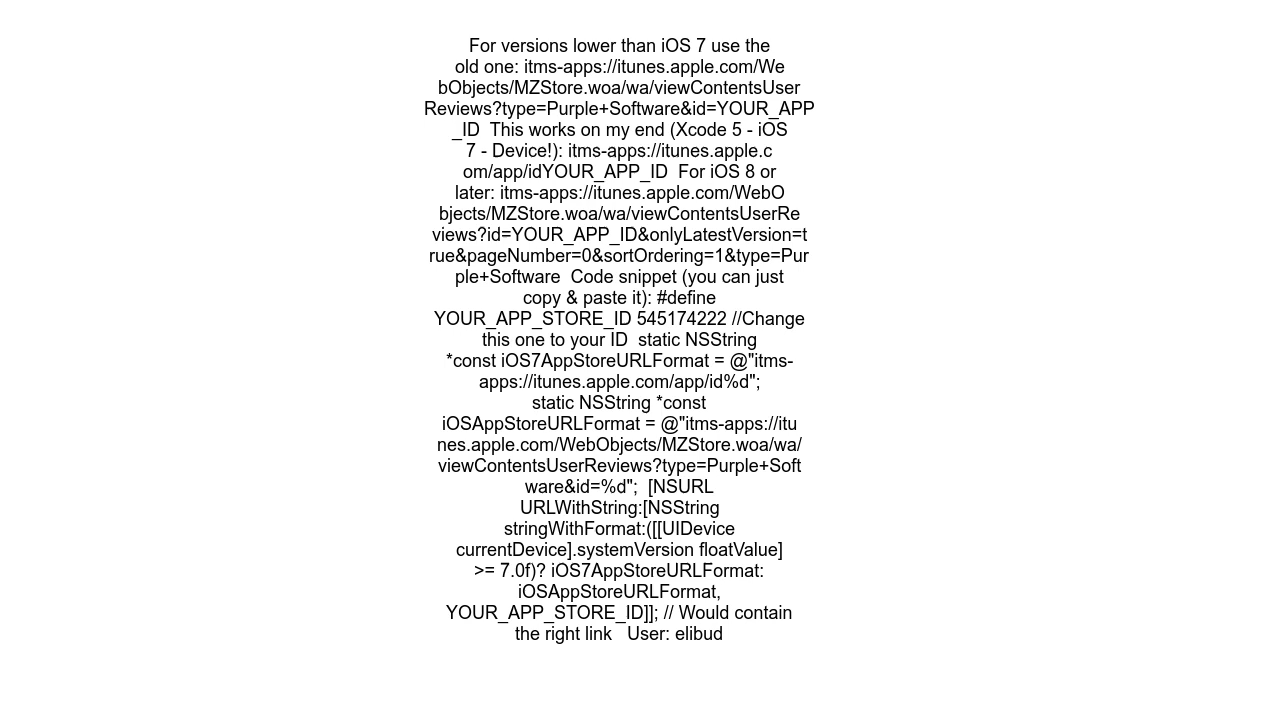 For versions lower than iOS 7 use the
old one: itms-apps://itunes.apple.com/We
bObjects/MZStore.woa/wa/viewContentsUser
Reviews?type=Purple+Software&id=YOUR_APP
_ID  This works on my end (Xcode 5 - iOS
7 - Device!): itms-apps://itunes.apple.c
om/app/idYOUR_APP_ID  For iOS 8 or
later: itms-apps://itunes.apple.com/WebO
bjects/MZStore.woa/wa/viewContentsUserRe
views?id=YOUR_APP_ID&onlyLatestVersion=t
rue&pageNumber=0&sortOrdering=1&type=Pur
ple+Software  Code snippet (you can just
copy & paste it): #define
YOUR_APP_STORE_ID 545174222 //Change
this one to your ID  static NSString
*const iOS7AppStoreURLFormat = @"itms-
apps://itunes.apple.com/app/id%d";
static NSString *const
iOSAppStoreURLFormat = @"itms-apps://itu
nes.apple.com/WebObjects/MZStore.woa/wa/
viewContentsUserReviews?type=Purple+Soft
ware&id=%d";  [NSURL
URLWithString:[NSString
stringWithFormat:([[UIDevice
currentDevice].systemVersion floatValue]
>= 7.0f)? iOS7AppStoreURLFormat:
iOSAppStoreURLFormat,
YOUR_APP_STORE_ID]]; // Would contain
the right link   User: elibud